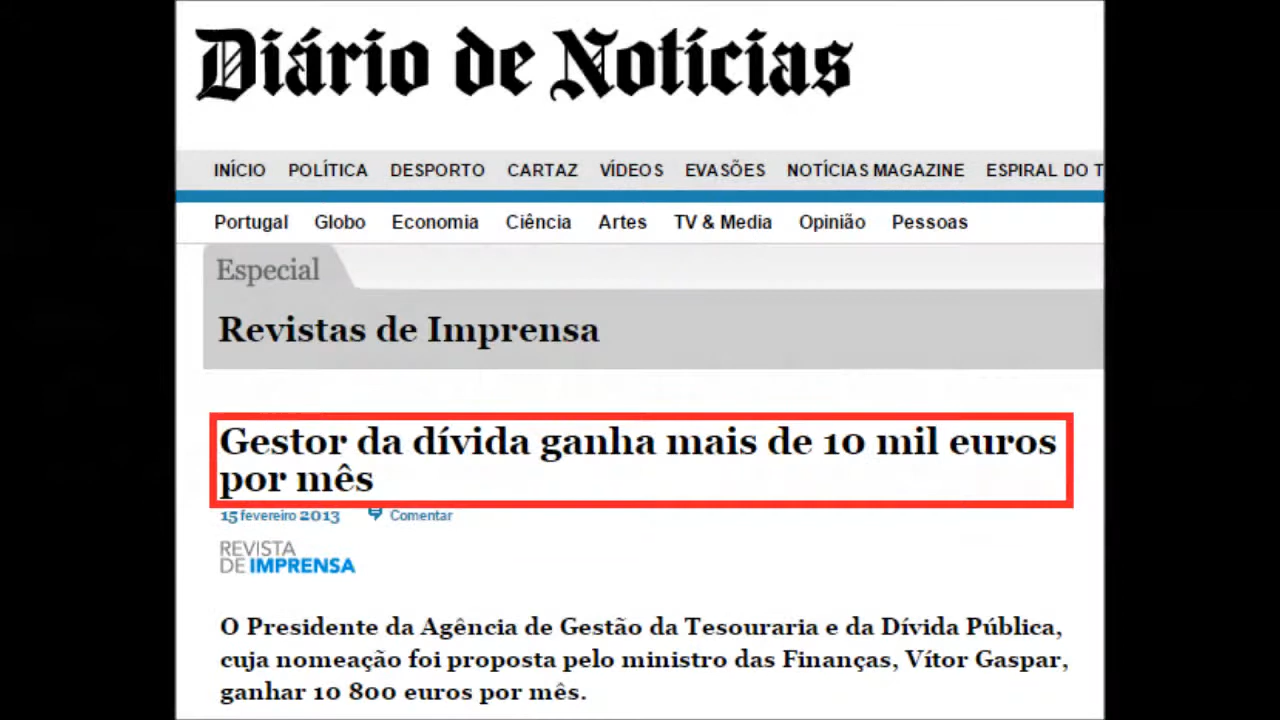 Diário de Notícias
INÍCIO POLÍTICA DESPORTO CARTAZ VÍDEOS EVASÕES NOTÍCIAS MAGAZINE ESPIRAL DO T
Portugal Globo Economia Ciência Artes TV & Media Opinião Pessoas
Especial
Revistas de Imprensa
Gestor da dívida ganha mais de 10 mil euros
por mês
15 fevereiro 2013 Comentar
REVISTA
DE IMPRENSA
O Presidente da Agência de Gestão da Tesouraria e da Dívida Pública,
cuja nomeação foi proposta pelo ministro das Finanças, Vítor Gaspar,
ganhar 10 800 euros por mês.